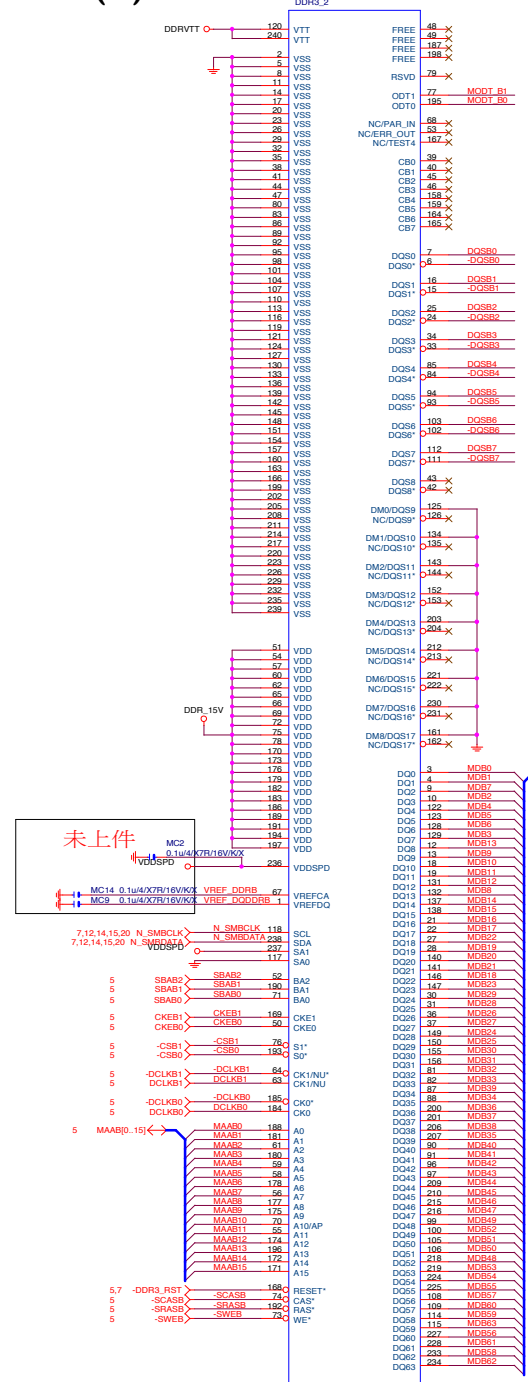 DDR3_2
DDRVTT 120 VTT
240 VTT
2 VSS
5 VSS
8 VSS
11 VSS
14 VSS
17 VSS
20 VSS
23 VSS
26 VSS
29 VSS
32 VSS
35 VSS
38 VSS
41 VSS
44 VSS
47 VSS
80 VSS
83 VSS
86 VSS
89 VSS
92 VSS
95 VSS
98 VSS
101 VSS
104 VSS
107 VSS
110 VSS
113 VSS
116 VSS
119 VSS
121 VSS
124 VSS
127 VSS
130 VSS
133 VSS
136 VSS
139 VSS
142 VSS
145 VSS
148 VSS
151 VSS
154 VSS
157 VSS
160 VSS
163 VSS
166 VSS
199 VSS
202 VSS
205 VSS
208 VSS
211 VSS
214 VSS
217 VSS
220 VSS
223 VSS
226 VSS
229 VSS
232 VSS
235 VSS
239 VSS
51 VDD
54 VDD
57 VDD
60 VDD
62 VDD
65 VDD
66 VDD
69 VDD
72 VDD
DDR_15V 75 VDD
78 VDD
170 VDD
173 VDD
176 VDD
179 VDD
182 VDD
183 VDD
186 VDD
189 VDD
191 VDD
194 VDD
197 VDD
未上件
MC2
0.1u/4/X7R/16V/K/X
VDDSPD 236 VDDSPD
MC14 0.1u/4/X7R/16V/K/X VREF_DDRB 67 VREFCA
MC9 0.1u/4/X7R/16V/K/X VREF_DQDDRB 1 VREFDQ
7,12,14,15,20 N_SMBCLK N_SMBCLK 118 SCL
7,12,14,15,20 N_SMBDATA N_SMBDATA 238 SDA
VDDSPD 237 SA1
117 SA0
5 SBAB2 SBAB2 52 BA2
5 SBAB1 SBAB1 190 BA1
5 SBAB0 SBAB0 71 BA0
5 CKEB1 CKEB1 169 CKE1
5 CKEB0 CKEB0 50 CKE0
5 -CSB1 -CSB1 76 S1*
5 -CSB0 -CSB0 193 S0*
5 -DCLKB1 -DCLKB1 64 CK1/NU*
5 DCLKB1 DCLKB1 63 CK1/NU
5 -DCLKB0 -DCLKB0 185 CK0*
5 DCLKB0 DCLKB0 184 CK0
5 MAAB[0..15] MAAB0 188 A0
MAAB1 181 A1
MAAB2 61 A2
MAAB3 180 A3
MAAB4 59 A4
MAAB5 58 A5
MAAB6 178 A6
MAAB7 56 A7
MAAB8 177 A8
MAAB9 175 A9
MAAB10 70 A10/AP
MAAB11 55 A11
MAAB12 174 A12
MAAB13 196 A13
MAAB14 172 A14
MAAB15 171 A15
5,7 -DDR3_RST 168 RESET*
5 -SCASB -SCASB 74 CAS*
5 -SRASB -SRASB 192 RAS*
5 -SWEB -SWEB 73 WE*
FREE 48
FREE 49
FREE 187
FREE 198
RSVD 79
ODT1 77 MODT_B1
ODT0 195 MODT_B0
NC/PAR_IN 68
NC/ERR_OUT 53
NC/TEST4 167
CB0 39
CB1 40
CB2 45
CB3 46
CB4 158
CB5 159
CB6 164
CB7 165
DQS0 7 DQSB0
DQS0* 6 -DQSB0
DQS1 16 DQSB1
DQS1* 15 -DQSB1
DQS2 25 DQSB2
DQS2* 24 -DQSB2
DQS3 34 DQSB3
DQS3* 33 -DQSB3
DQS4 85 DQSB4
DQS4* 84 -DQSB4
DQS5 94 DQSB5
DQS5* 93 -DQSB5
DQS6 103 DQSB6
DQS6* 102 -DQSB6
DQS7 112 DQSB7
DQS7* 111 -DQSB7
DQS8 43
DQS8* 42
DM0/DQS9 125
NC/DQS9* 126
DM1/DQS10 134
NC/DQS10* 135
DM2/DQS11 143
NC/DQS11* 144
DM3/DQS12 152
NC/DQS12* 153
DM4/DQS13 203
NC/DQS13* 204
DM5/DQS14 212
NC/DQS14* 213
DM6/DQS15 221
NC/DQS15* 222
DM7/DQS16 230
NC/DQS16* 231
DM8/DQS17 161
NC/DQS17* 162
DQ0 3 MDB0
DQ1 4 MDB1
DQ2 9 MDB7
DQ3 10 MDB2
DQ4 122 MDB4
DQ5 123 MDB5
DQ6 128 MDB6
DQ7 129 MDB3
DQ8 12 MDB13
DQ9 13 MDB9
DQ10 18 MDB10
DQ11 19 MDB11
DQ12 131 MDB12
DQ13 132 MDB8
DQ14 137 MDB14
DQ15 138 MDB15
DQ16 21 MDB16
DQ17 22 MDB17
DQ18 27 MDB22
DQ19 28 MDB19
DQ20 140 MDB20
DQ21 141 MDB21
DQ22 146 MDB18
DQ23 147 MDB23
DQ24 30 MDB29
DQ25 31 MDB28
DQ26 36 MDB26
DQ27 37 MDB27
DQ28 149 MDB24
DQ29 150 MDB25
DQ30 155 MDB30
DQ31 156 MDB31
DQ32 81 MDB32
DQ33 82 MDB33
DQ34 87 MDB39
DQ35 88 MDB34
DQ36 200 MDB36
DQ37 201 MDB37
DQ38 206 MDB38
DQ39 207 MDB35
DQ40 90 MDB40
DQ41 91 MDB41
DQ42 96 MDB42
DQ43 97 MDB43
DQ44 209 MDB44
DQ45 210 MDB45
DQ46 215 MDB46
DQ47 216 MDB47
DQ48 99 MDB49
DQ49 100 MDB52
DQ50 105 MDB51
DQ51 106 MDB50
DQ52 218 MDB48
DQ53 219 MDB53
DQ54 224 MDB54
DQ55 225 MDB55
DQ56 108 MDB57
DQ57 109 MDB60
DQ58 114 MDB59
DQ59 115 MDB63
DQ60 227 MDB56
DQ61 228 MDB61
DQ62 233 MDB58
DQ63 234 MDB62